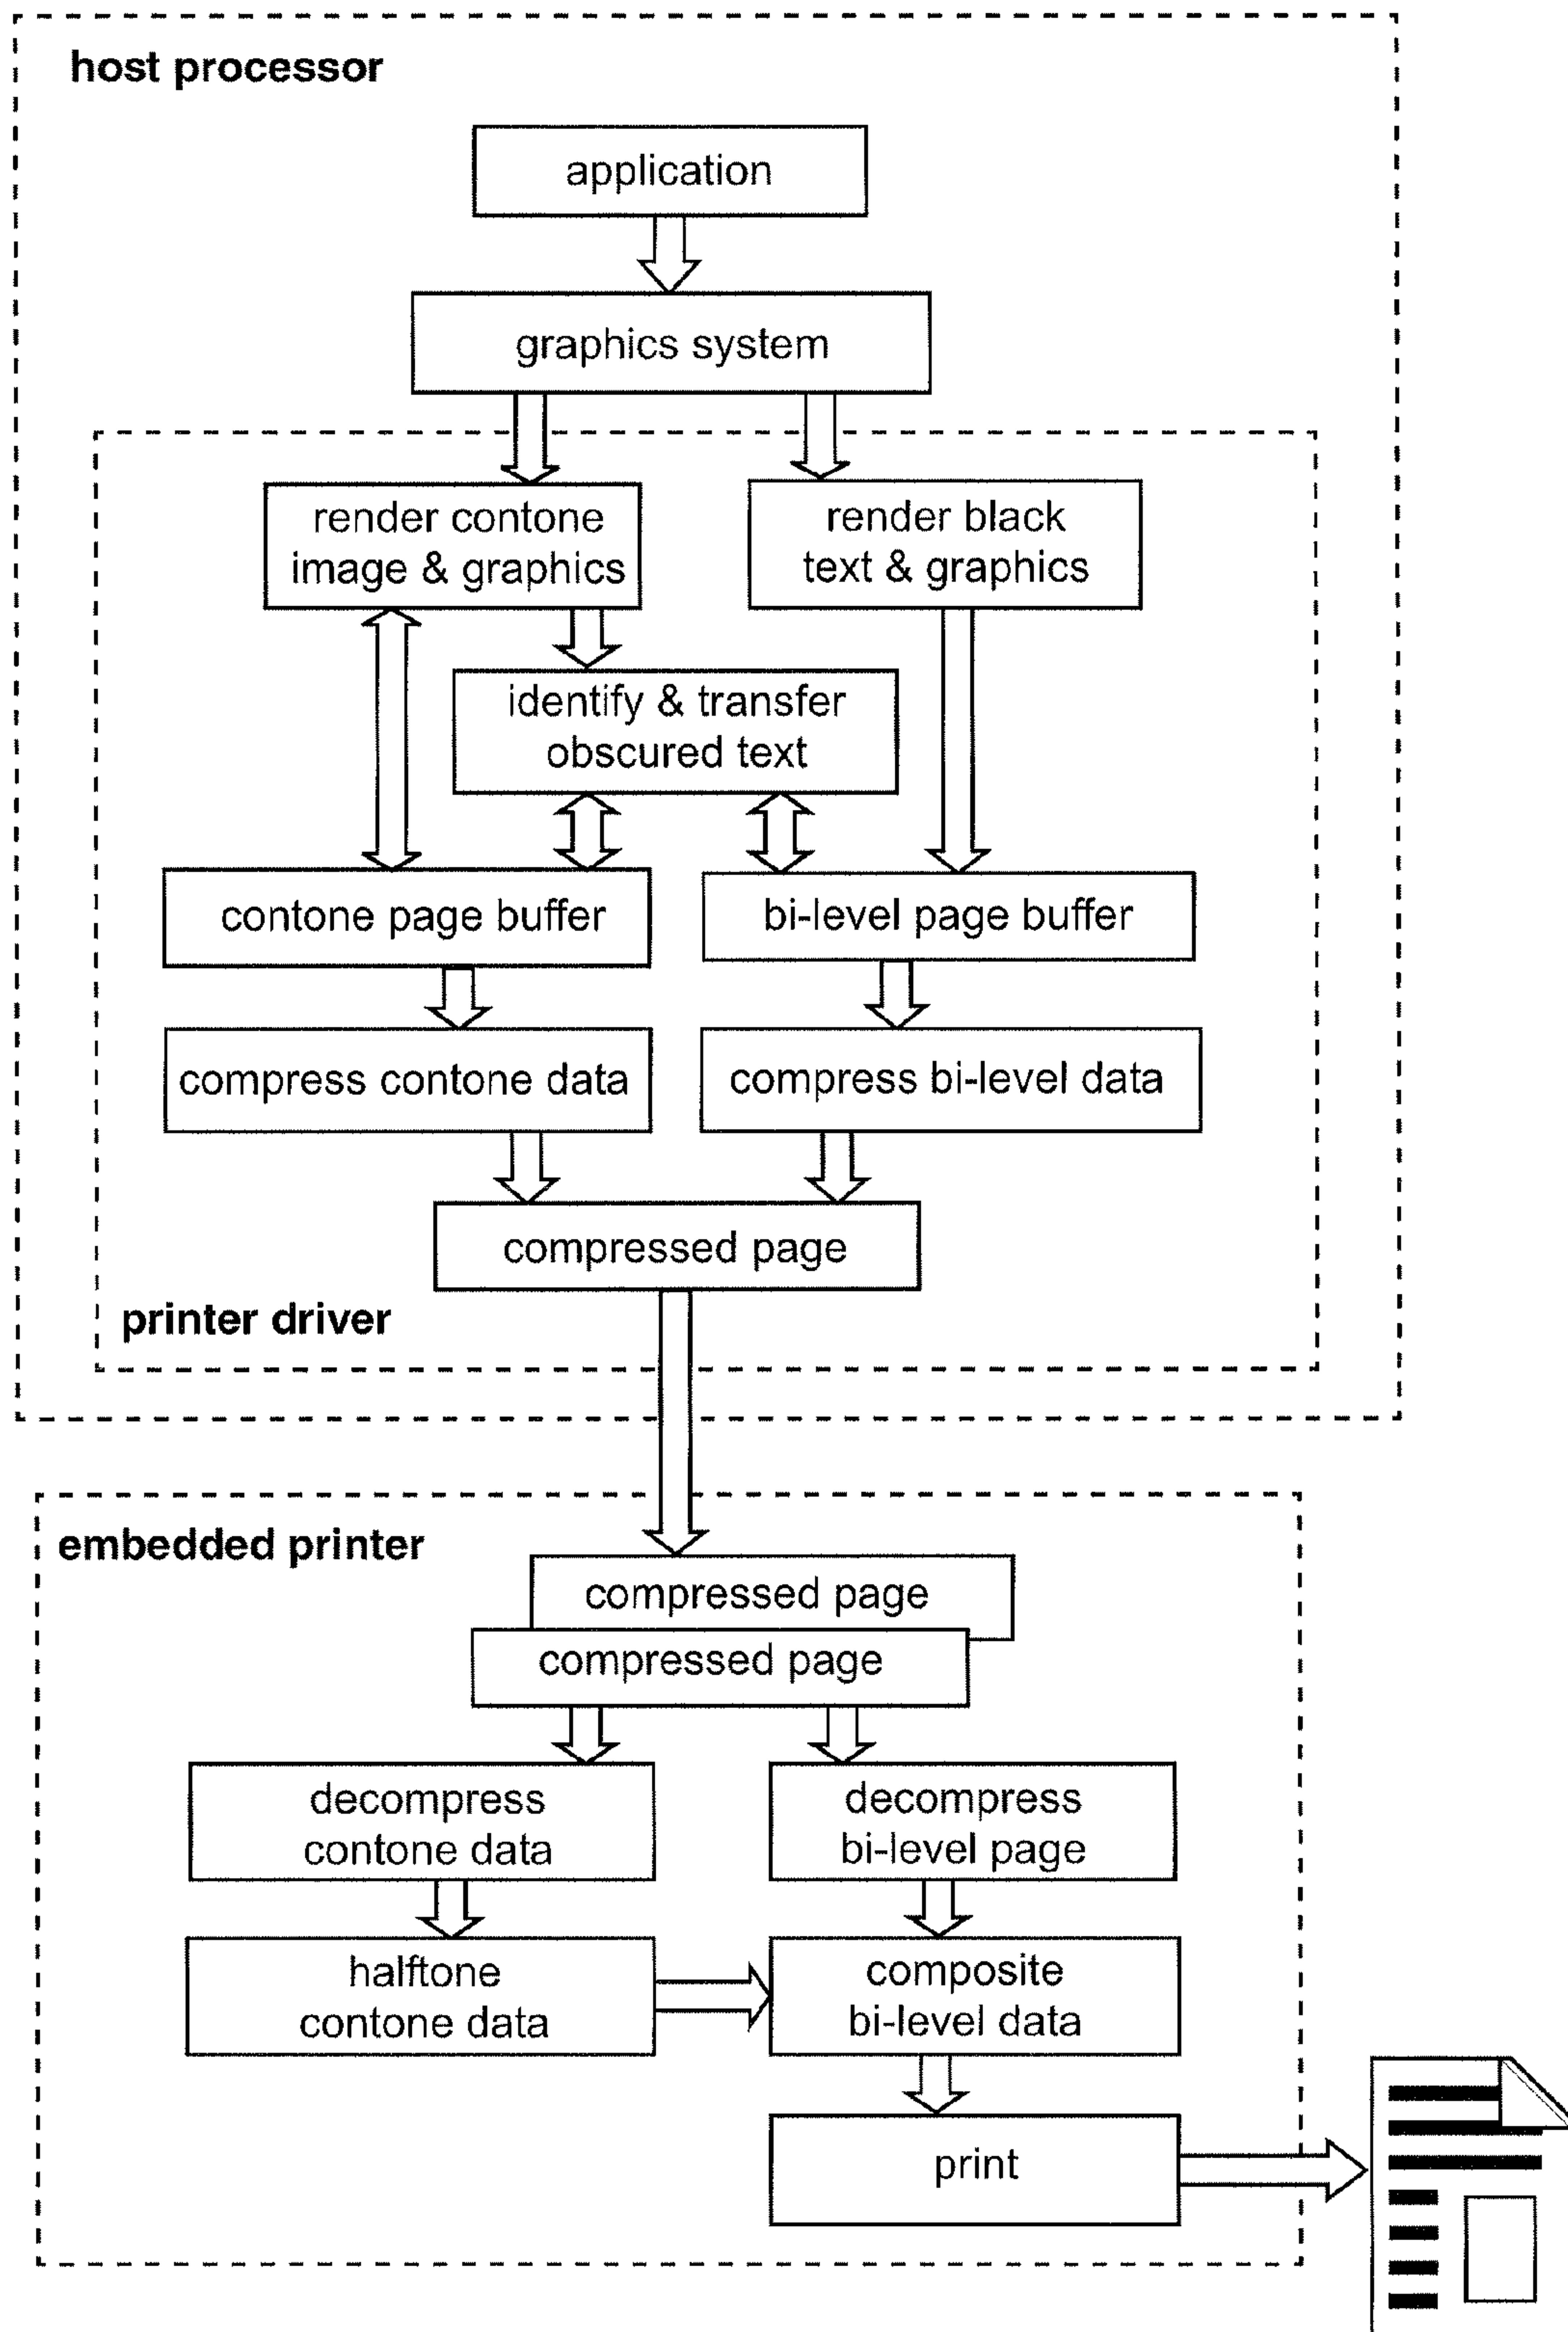 host processor
application
graphics system
render contone
image & graphics
render black
text & graphics
identify & transfer
obscured text
contone page buffer
bi-level page buffer
compress contone data
compress bi-level data
compressed page
printer driver
embedded printer
compressed page
compressed page
decompress
contone data
decompress
bi-level page
halftone
contone data
composite
bi-level data
print